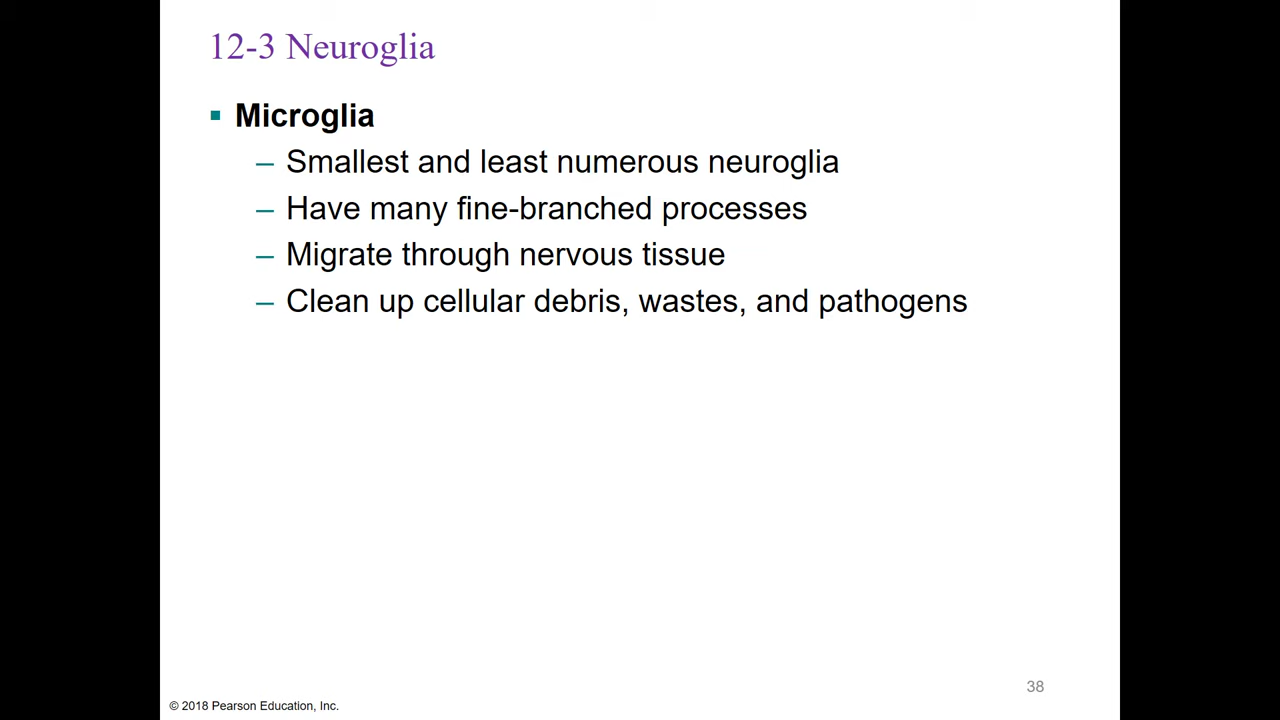 12-3 Neuroglia
▪ Microglia
– Smallest and least numerous neuroglia
– Have many fine-branched processes
– Migrate through nervous tissue
– Clean up cellular debris, wastes, and pathogens
38
© 2018 Pearson Education, Inc.